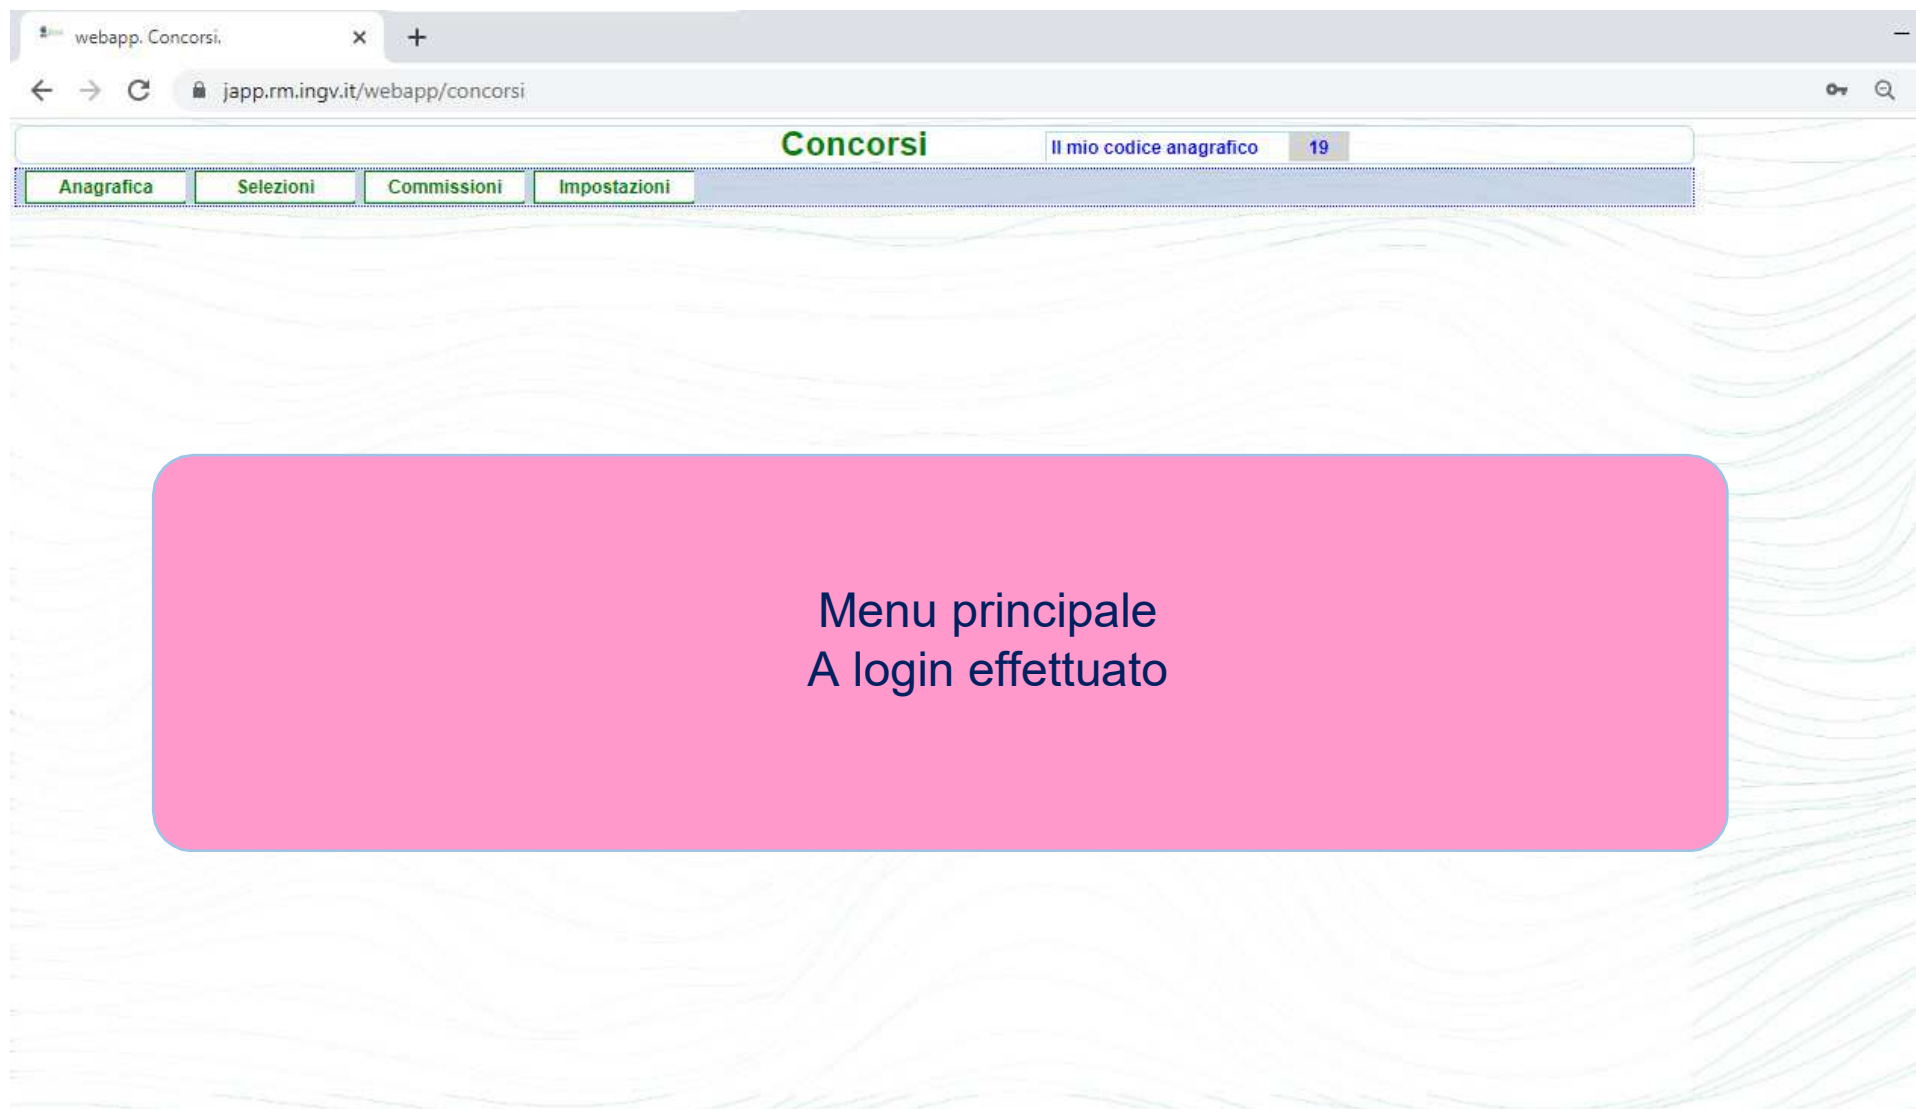 webapp. Concorsi.
japp.rm.ingv.it/webapp/concorsi
Concorsi
Il mio codice anagrafico 19
Anagrafica Selezioni Commissioni Impostazioni
Menu principale
A login effettuato